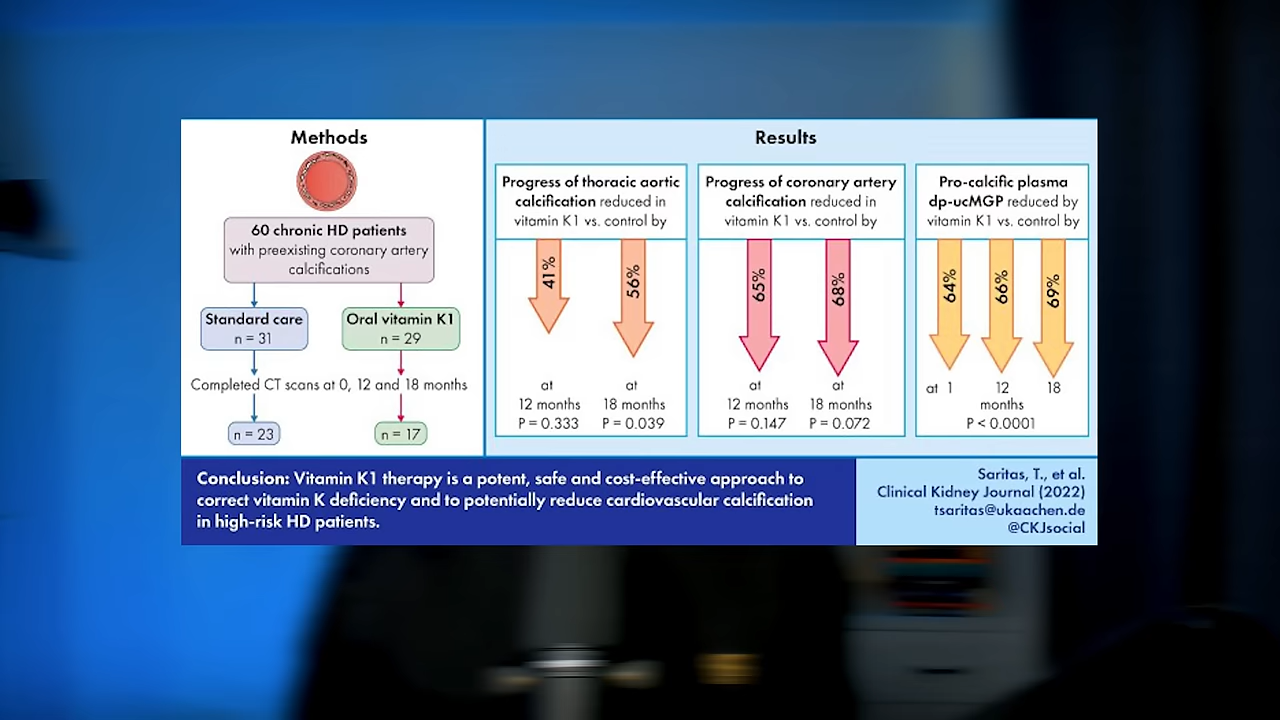 Methods
60 chronic HD patients
with preexisting coronary artery
calcifications
Standard care
n = 31
Oral vitamin K1
n = 29
Completed CT scans at 0, 12 and 18 months
n = 23
n = 17
Results
Progress of thoracic aortic
calcification reduced in
vitamin K1 vs. control by
41%
56%
at
12 months
P = 0.333
at
18 months
P = 0.039
Progress of coronary artery
calcification reduced in
vitamin K1 vs. control by
65%
68%
at
12 months
P = 0.147
at
18 months
P = 0.072
Pro-calcific plasma
dp-ucMGP reduced by
vitamin K1 vs. control by
64%
66%
69%
at 1 12 18
months
P < 0.0001
Conclusion: Vitamin K1 therapy is a potent, safe and cost-effective approach to
correct vitamin K deficiency and to potentially reduce cardiovascular calcification
in high-risk HD patients.
Saritas, T., et al.
Clinical Kidney Journal (2022)
tsaritas@ukaachen.de
@CKJsocial